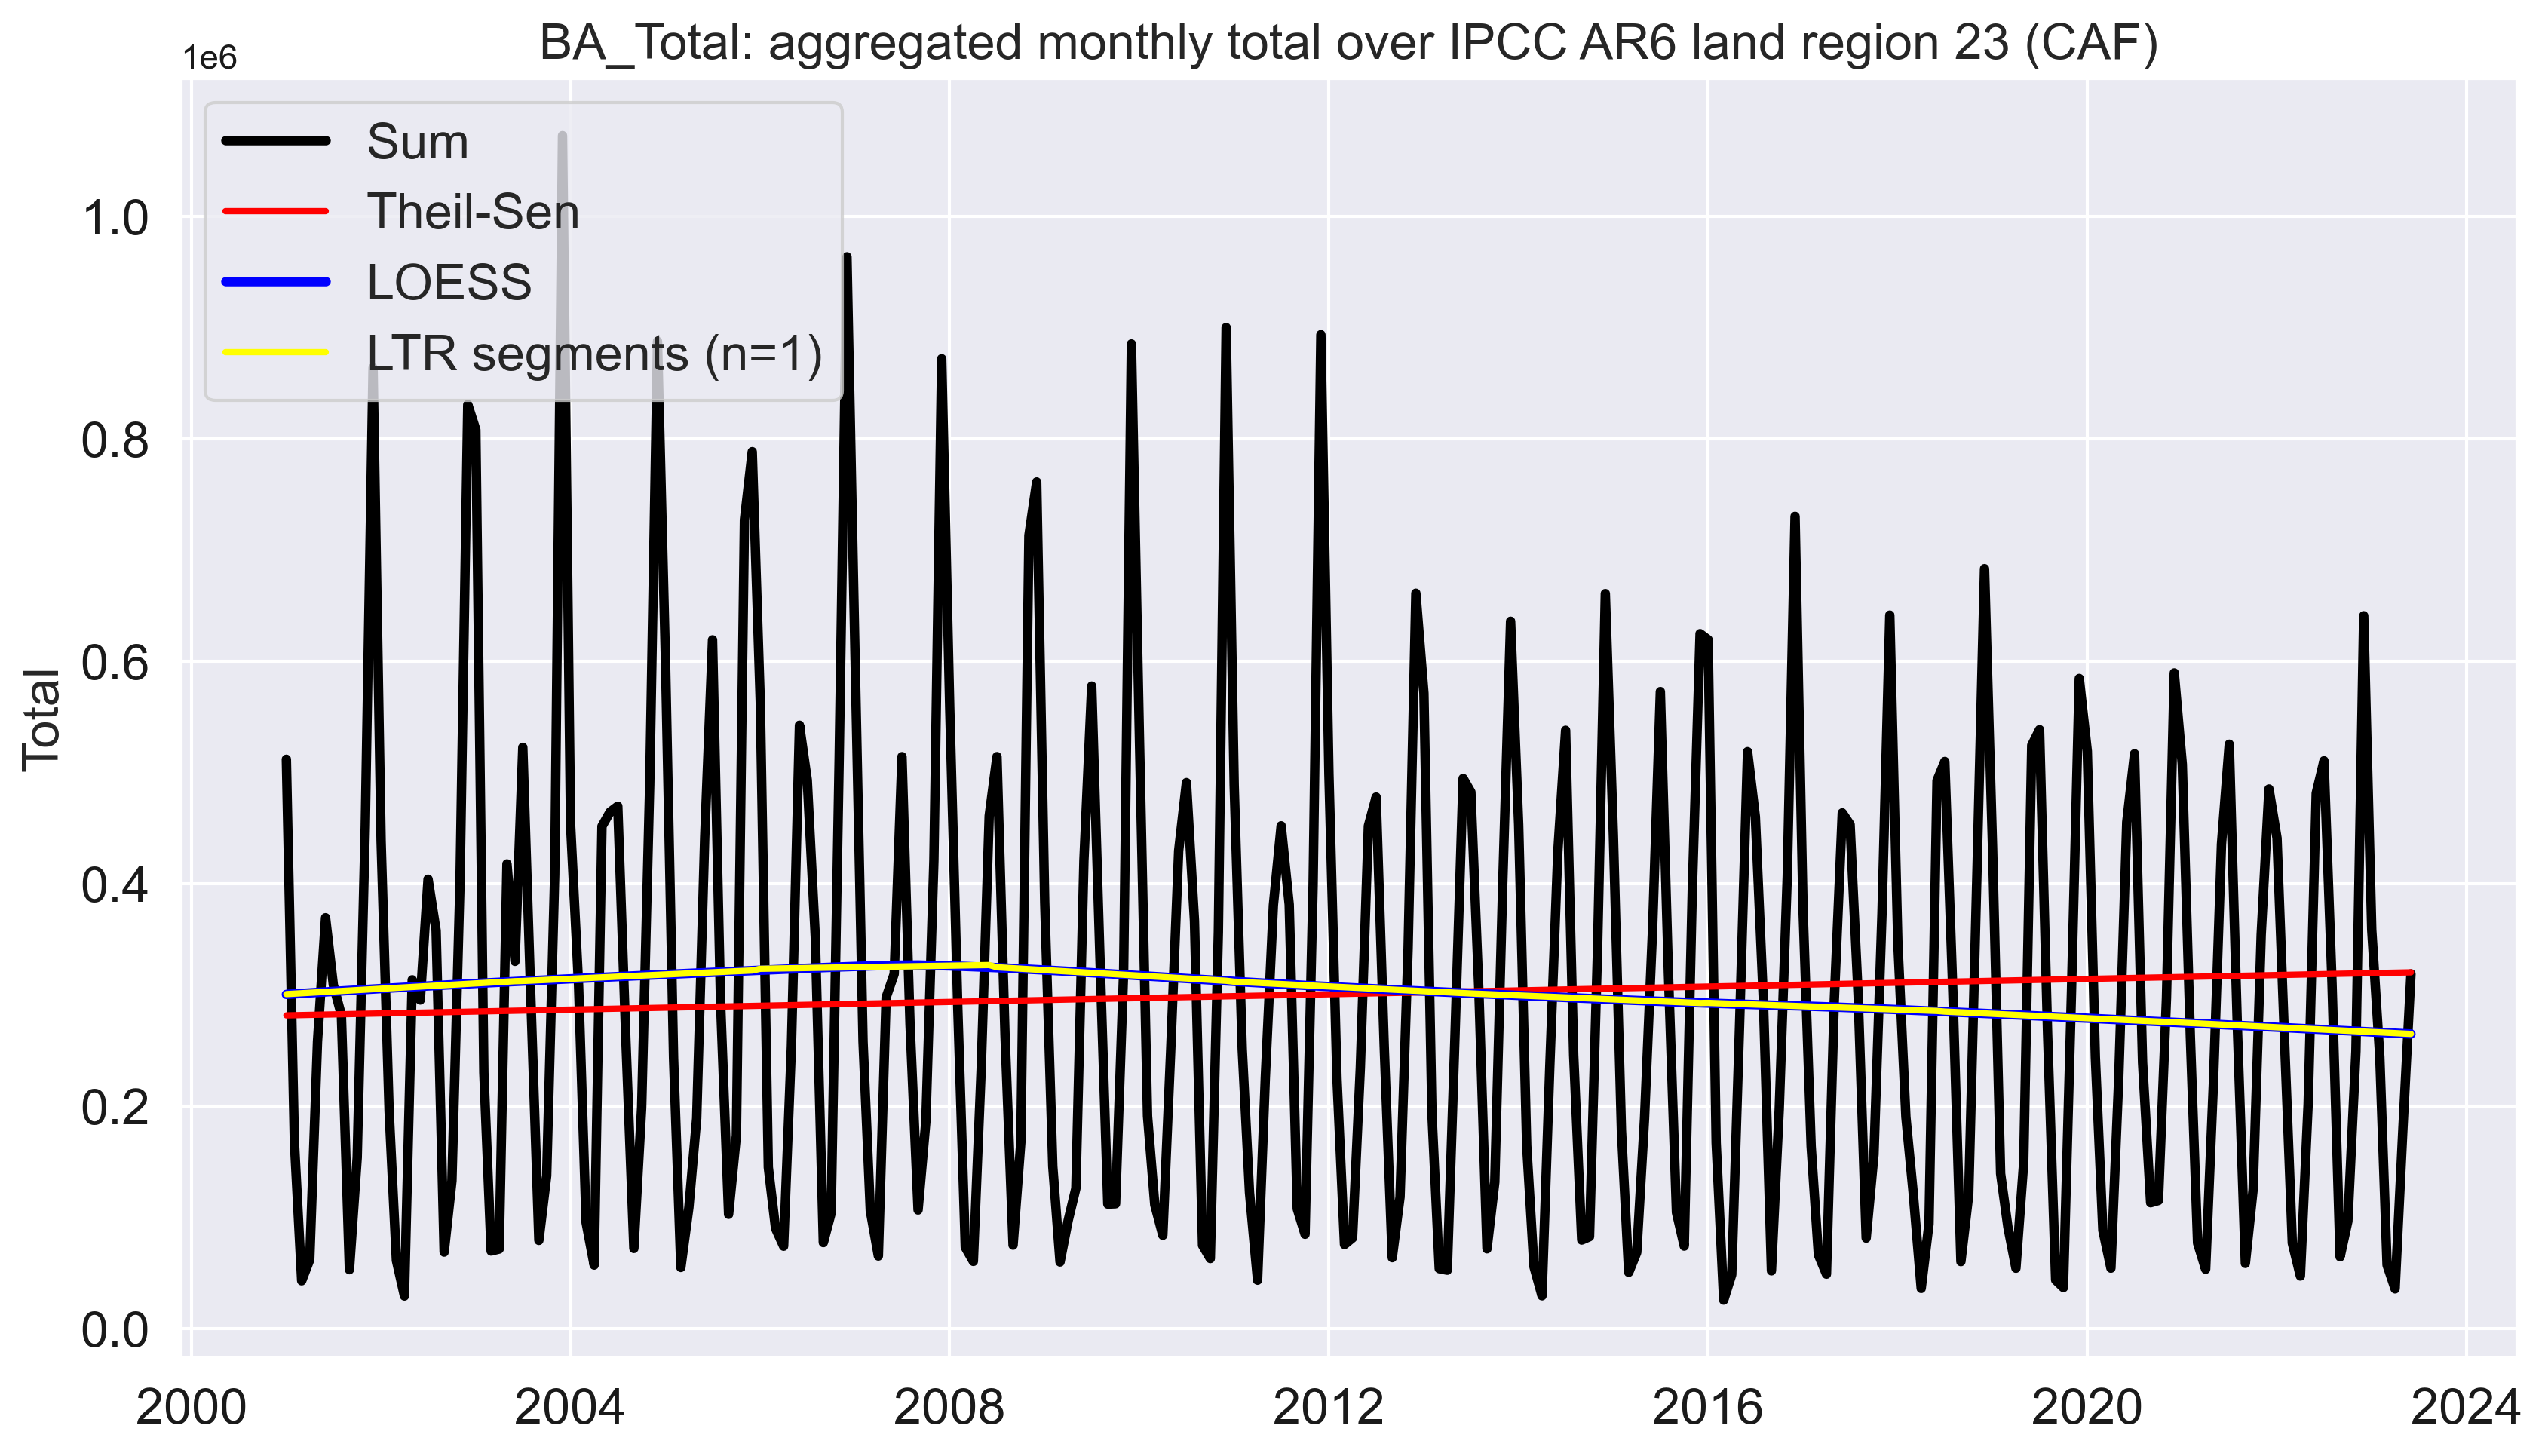 BA_Total: aggregated monthly total over IPCC AR6 land region 23 (CAF)
1e6
Sum
Theil-Sen
LOESS
LTR segments (n=1)
1.0
0.8
0.6
0.4
0.2
0.0
Total
2000 2004 2008 2012 2016 2020 2024